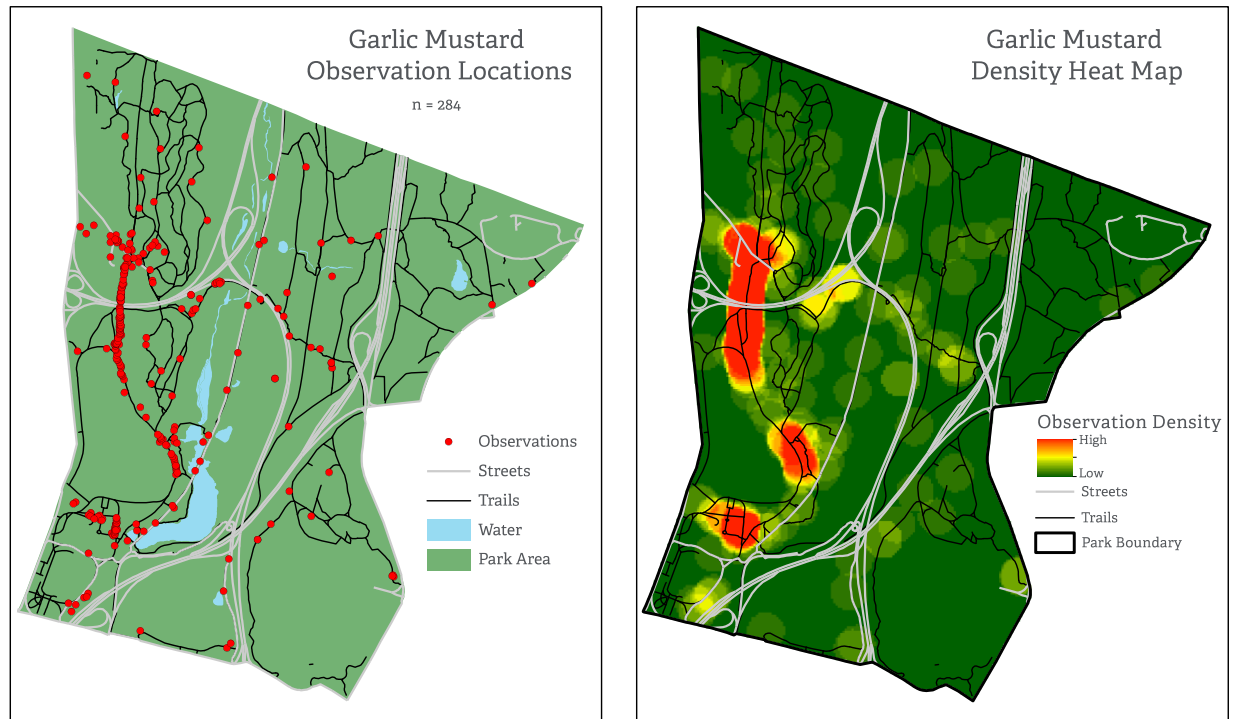 Garlic Mustard
Observation Locations
n = 284
Observations
Streets
Trails
Water
Park Area
Garlic Mustard
Density Heat Map
Observation Density
High
Low
Streets
Trails
Park Boundary